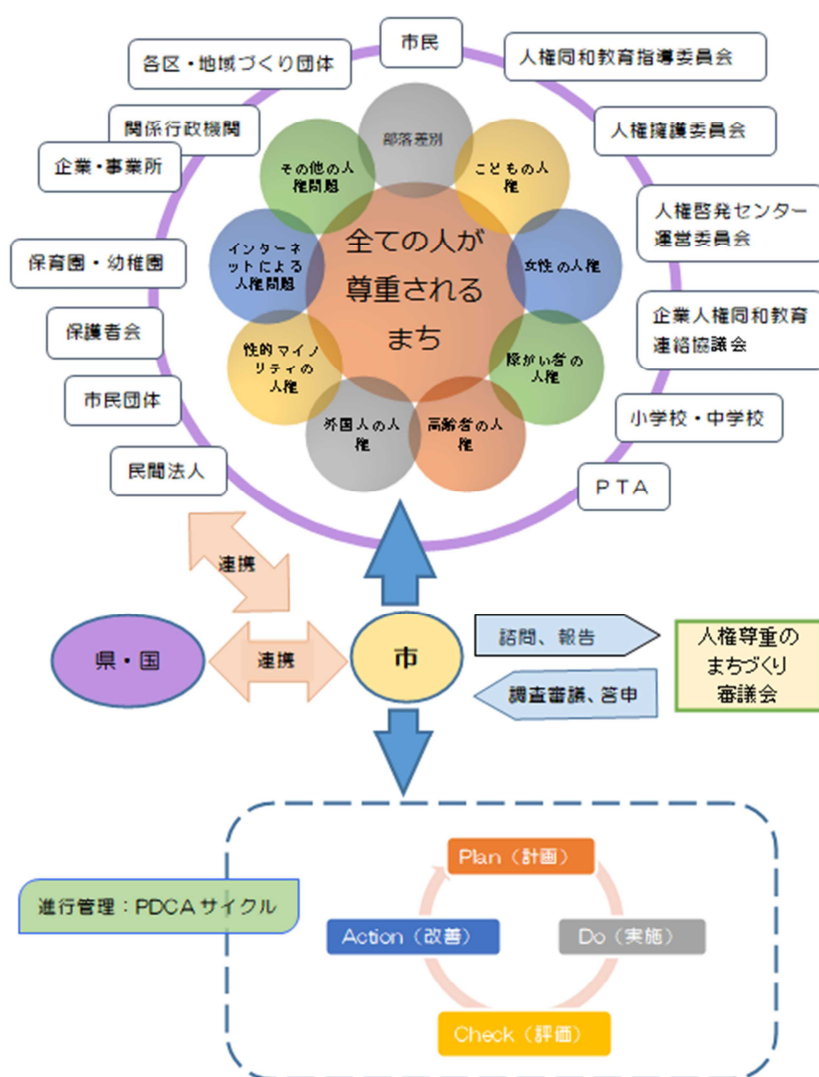 市民
各区・地域づくり団体
人権同和教育指導委員会
関係行政機関
人権擁護委員会
企業・事業所
人権啓発センター
運営委員会
保育園・幼稚園
企業人権同和教育
連絡協議会
保護者会
市民団体
小学校・中学校
民間法人
PTA
部落差別
こどもの人
権
女性の人権
障がい者の
人権
高齢者の人
権
外国人の人
権
性的マイノ
リティの
人権
インターネ
ットによる
人権問題
その他の人
権問題
全ての人が
尊重される
まち
連携
県・国
連携
市
諮問、報告
調査審議、答申
人権尊重の
まちづくり
審議会
進行管理：PDCAサイクル
Plan（計画）
Do（実施）
Check（評価）
Action（改善）